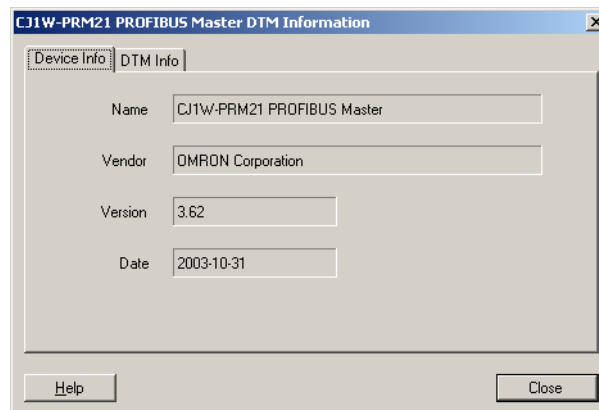 CJ1W-PRM21 PROFIBUS Master DTM Information
Device Info DTM Info
Name CJ1W-PRM21 PROFIBUS Master
Vendor OMRON Corporation
Version 3.62
Date 2003-10-31
Help Close